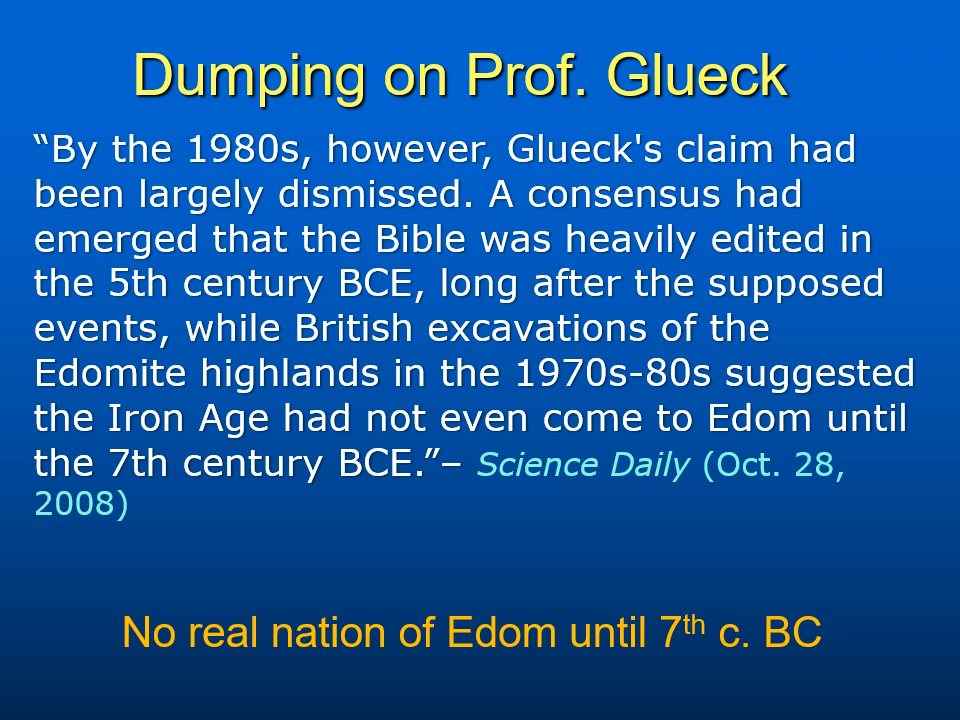 Dumping on Prof. Glueck
“By the 1980s, however, Glueck's claim had
been largely dismissed. A consensus had
emerged that the Bible was heavily edited in
the 5th century BCE, long after the supposed
events, while British excavations of the
Edomite highlands in the 1970s-80s suggested
the Iron Age had not even come to Edom until
the 7th century BCE.”– Science Daily (Oct. 28,
2008)
No real nation of Edom until 7th c. BC